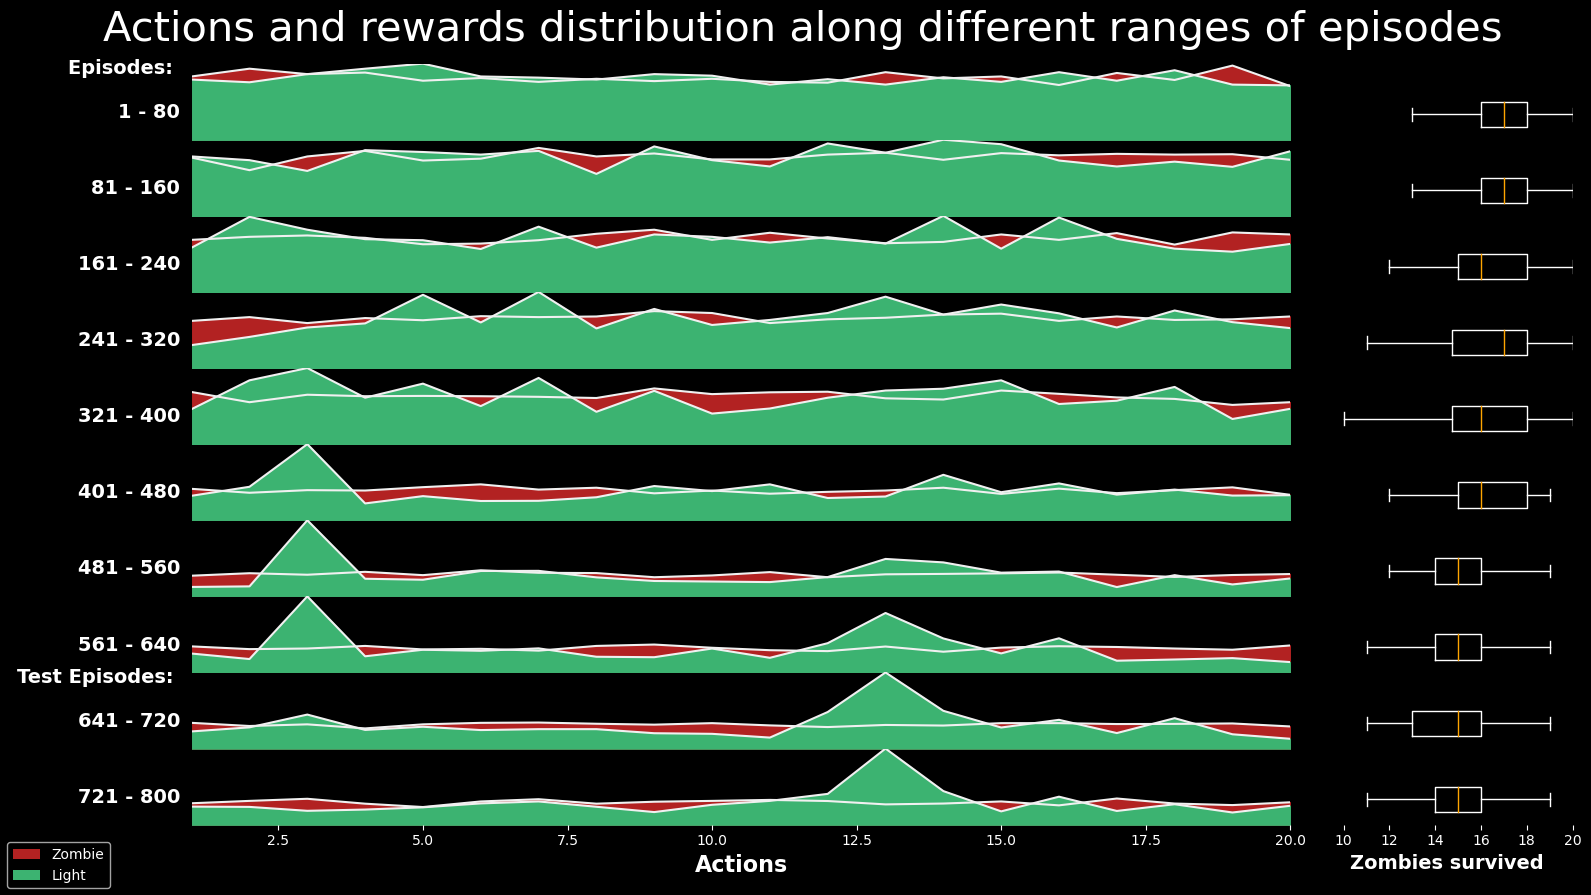 Actions and rewards distribution along different ranges of episodes
Episodes:
1 - 80
81 - 160
161 - 240
241 - 320
321 - 400
401 - 480
481 - 560
561 - 640
Test Episodes:
641 - 720
721 - 800
2.5 5.0 7.5 10.0 12.5 15.0 17.5 20.0
Actions
10 12 14 16 18 20
Zombies survived
Zombie
Light